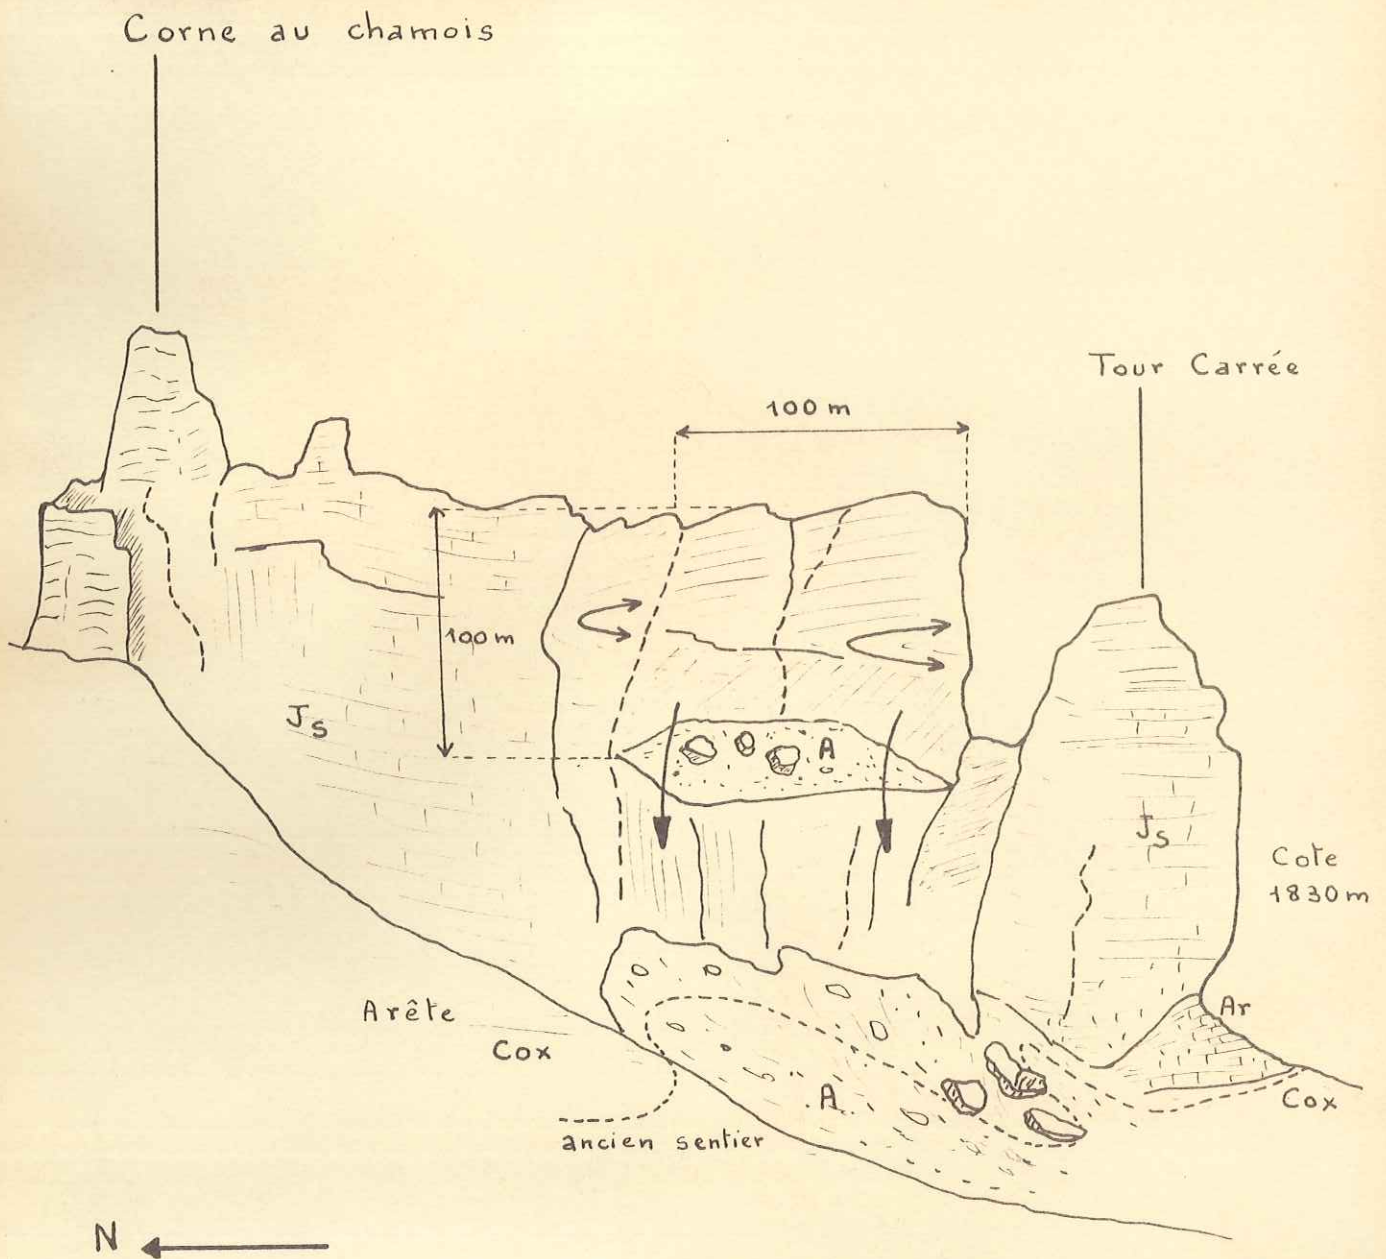 Corne au chamois
Tour Carrée
100 m
100 m
Js
A
Js
Cote
1830 m
Arête
Cox
Ar
A
Cox
ancien sentier
N